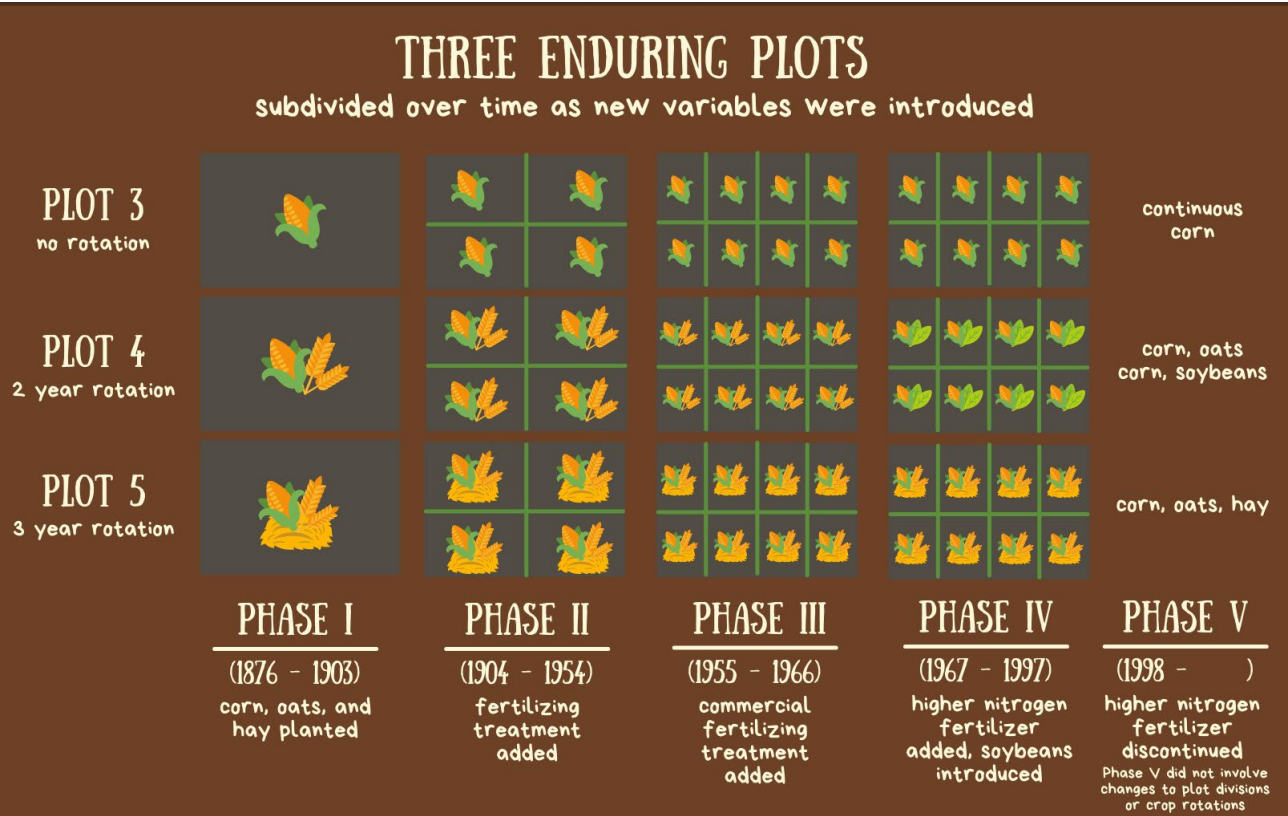 THREE ENDURING PLOTS
subdivided over time as new variables were introduced
PLOT 3
no rotation
continuous
corn
PLOT 4
2 year rotation
corn, oats
corn, soybeans
PLOT 5
3 year rotation
corn, oats, hay
PHASE I
(1876 - 1903)
corn, oats, and
hay planted
PHASE II
(1904 - 1954)
fertilizing
treatment
added
PHASE III
(1955 - 1966)
commercial
fertilizing
treatment
added
PHASE IV
(1967 - 1997)
higher nitrogen
fertilizer
added, soybeans
introduced
PHASE V
(1998 - )
higher nitrogen
fertilizer
discontinued
Phase V did not involve
changes to plot divisions
or crop rotations